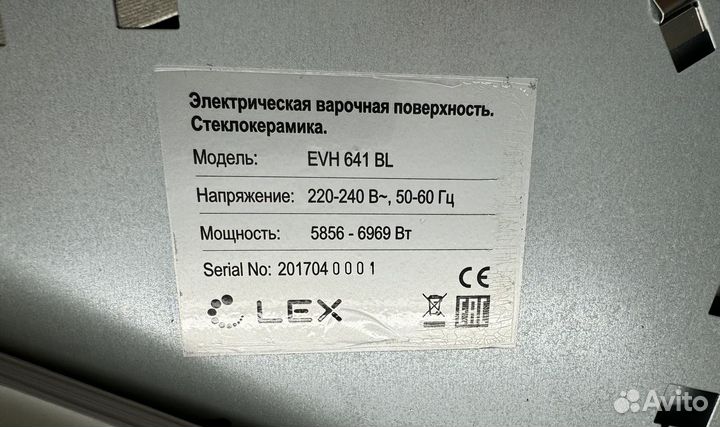 Электрическая варочная поверхность.
Стеклокерамика.
Модель: EVH 641 BL
Напряжение: 220-240 В~, 50-60 Гц
Мощность: 5856 - 6969 Вт
Serial No: 201704 0 0 0 1
CE
LEX
EAC
Avito